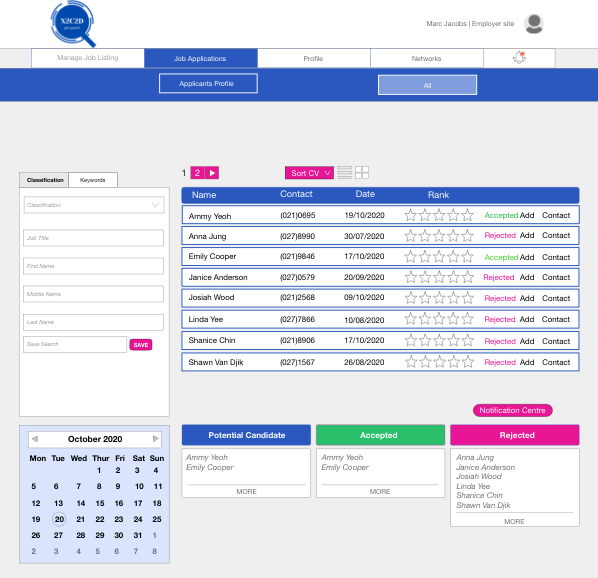 X2C2D
Marc Jacobs | Employer site
Manage Job Listing Job Applications Profile Networks
Applicants Profile All
Classification Keywords
1 2 Sort CV
Classification
Job Title
First Name
Middle Name
Last Name
Save Search SAVE
Name Contact Date Rank
Ammy Yeoh (021)0695 19/10/2020 Accepted Add Contact
Anna Jung (027)8990 30/07/2020 Rejected Add Contact
Emily Cooper (021)9846 17/10/2020 Accepted Add Contact
Janice Anderson (027)0579 20/09/2020 Rejected Add Contact
Josiah Wood (021)2568 09/10/2020 Rejected Add Contact
Linda Yee (027)7866 10/08/2020 Rejected Add Contact
Shanice Chin (021)8906 17/10/2020 Rejected Add Contact
Shawn Van Djik (027)1567 26/08/2020 Rejected Add Contact
Notification Centre
October 2020
Mon Tue Wed Thur Fri Sat Sun
1 2 3 4
5 6 7 8 9 10 11
12 13 14 15 16 17 18
19 20 21 22 23 24 25
26 27 28 29 30 31 1
2 3 4 5 6 7 8
Potential Candidate
Ammy Yeoh
Emily Cooper
MORE
Accepted
Ammy Yeoh
Emily Cooper
MORE
Rejected
Anna Jung
Janice Anderson
Josiah Wood
Linda Yee
Shanice Chin
Shawn Van Djik
MORE